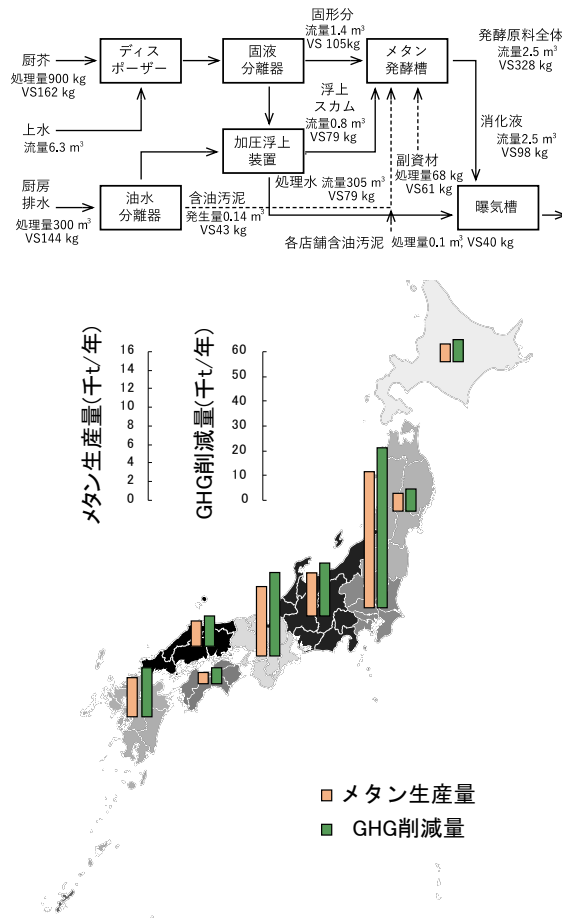 厨芥
処理量900 kg
VS162 kg
ディス
ポーザー
固液
分離器
固形分
流量1.4 m³
VS 105kg
メタン
発酵槽
発酵原料全体
流量2.5 m³
VS328 kg
上水
流量6.3 m³
加圧浮上
装置
浮上
スカム
流量0.8 m³
VS79 kg
消化液
流量2.5 m³
VS98 kg
副資材
処理量68 kg
VS61 kg
厨房
排水
処理量300 m³
VS144 kg
油水
分離器
含油汚泥
発生量0.14 m³
VS43 kg
処理水 流量305 m³
VS79 kg
曝気槽
各店舗含油汚泥 処理量0.1 m³, VS40 kg
メタン生産量(千t/年)
16
14
12
10
8
6
4
2
0
GHG削減量(千t/年)
60
50
40
30
20
10
0
メタン生産量
GHG削減量